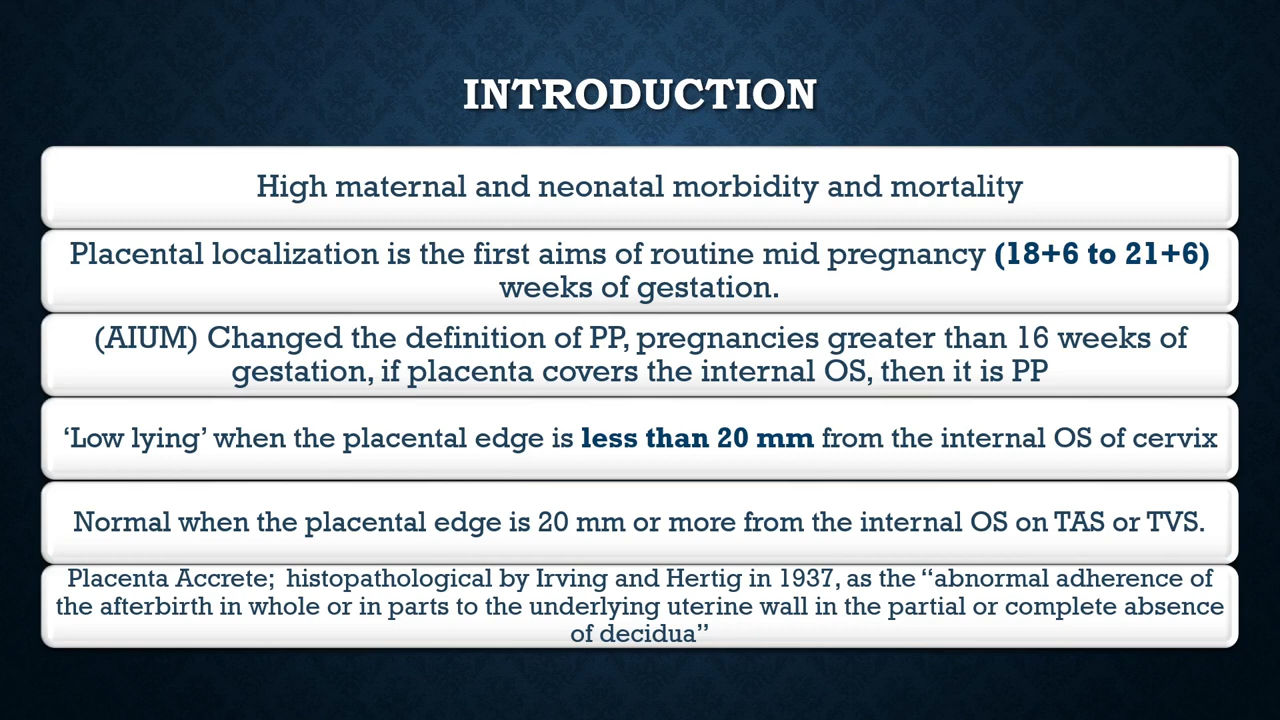 INTRODUCTION
High maternal and neonatal morbidity and mortality
Placental localization is the first aims of routine mid pregnancy (18+6 to 21+6)
weeks of gestation.
(AIUM) Changed the definition of PP, pregnancies greater than 16 weeks of
gestation, if placenta covers the internal OS, then it is PP
‘Low lying’ when the placental edge is less than 20 mm from the internal OS of cervix
Normal when the placental edge is 20 mm or more from the internal OS on TAS or TVS.
Placenta Accrete;  histopathological by Irving and Hertig in 1937, as the “abnormal adherence of
the afterbirth in whole or in parts to the underlying uterine wall in the partial or complete absence
of decidua”